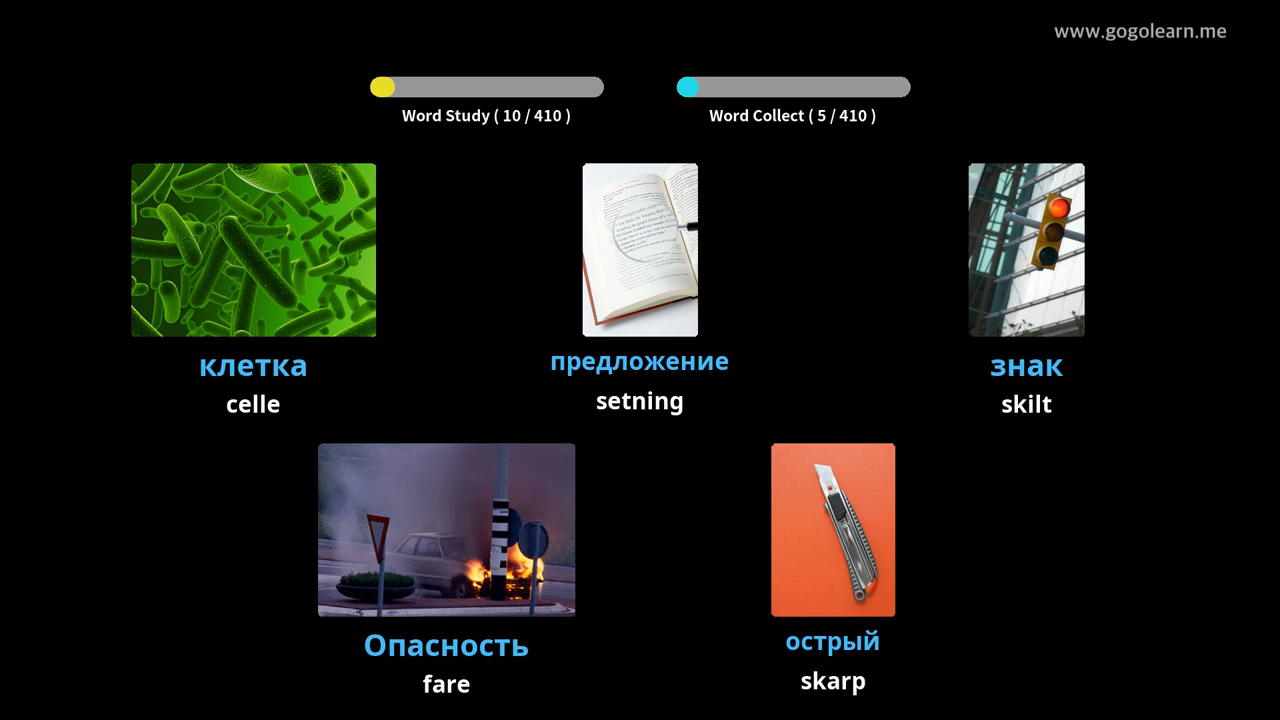 www.gogolearn.me
Word Study ( 10 / 410 )
Word Collect ( 5 / 410 )
клетка
celle
предложение
setning
знак
skilt
Опасность
fare
острый
skarp